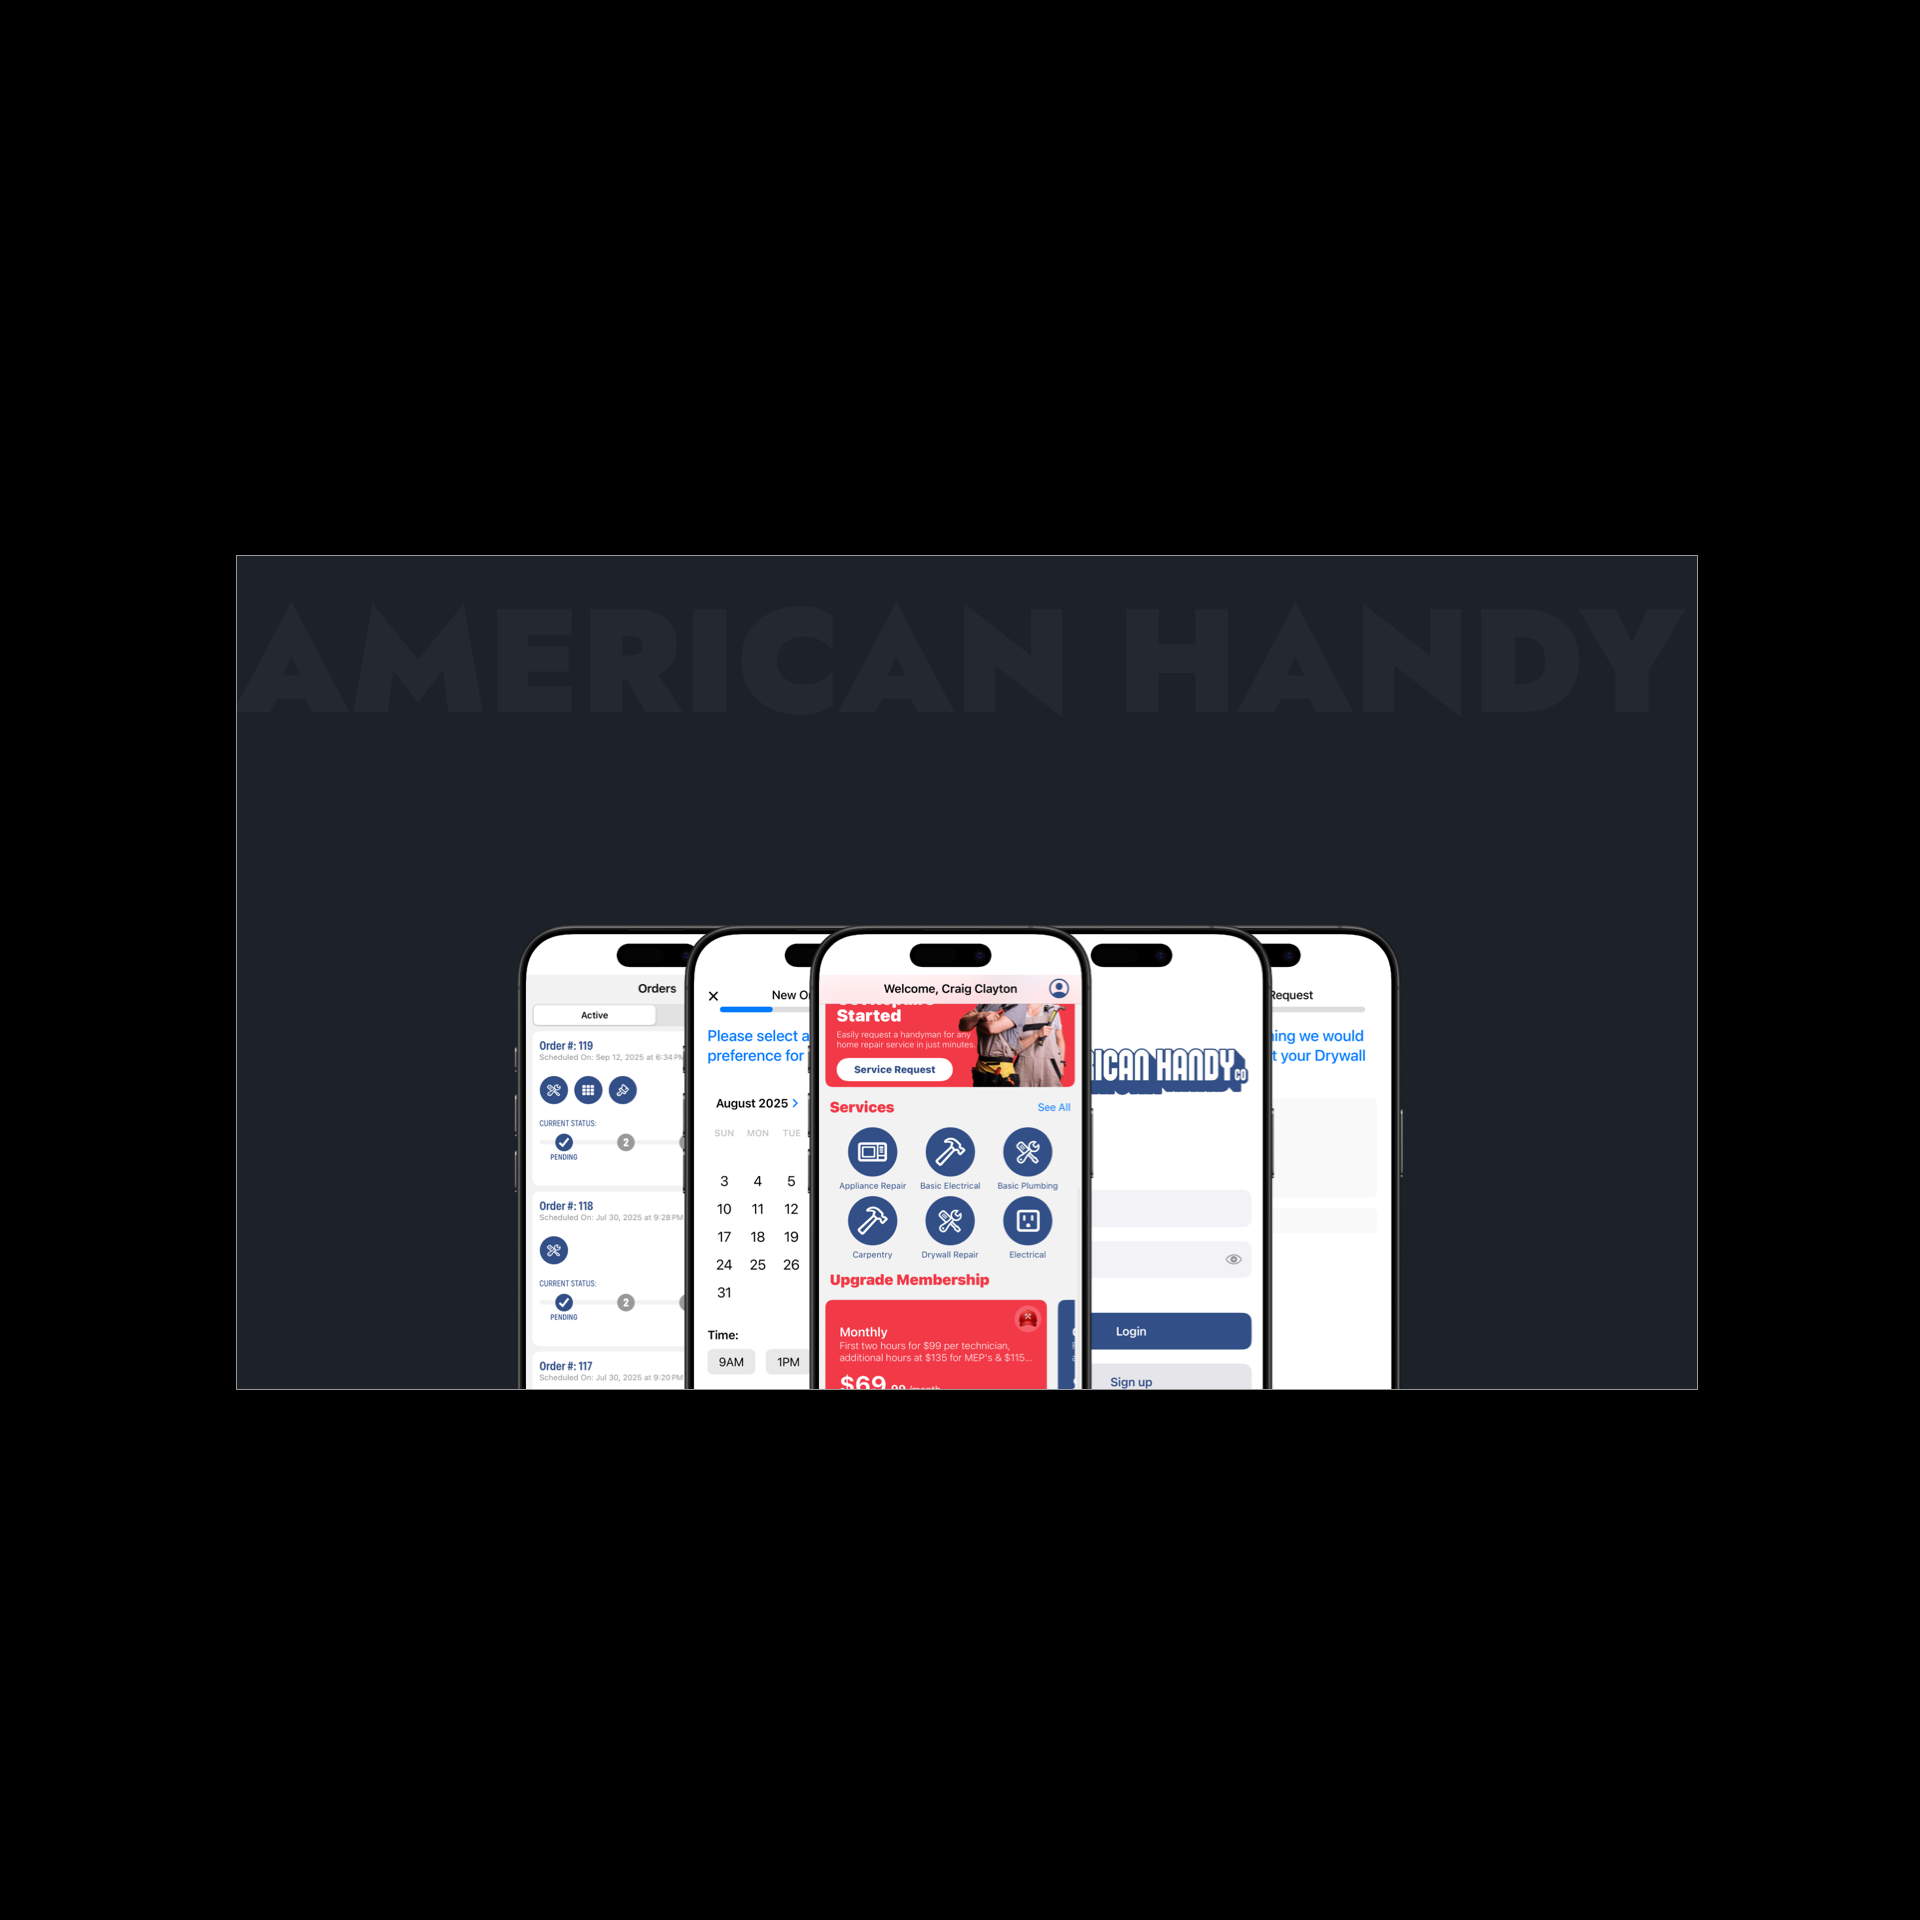 AMERICAN HANDY
Orders
Active
Order #: 119
Scheduled On: Sep 12, 2025 at 6:34 PM
CURRENT STATUS:
2
PENDING
Order #: 118
Scheduled On: Jul 30, 2025 at 9:28 PM
CURRENT STATUS:
2
PENDING
Order #: 117
Scheduled On: Jul 30, 2025 at 9:20 PM
New Or
Please select a
preference for
August 2025
SUN MON TUE
3 4 5
10 11 12
17 18 19
24 25 26
31
Time:
9AM 1PM
Welcome, Craig Clayton
Started
Easily request a handyman for any
home repair service in just minutes.
Service Request
Services See All
Appliance Repair Basic Electrical Basic Plumbing
Carpentry Drywall Repair Electrical
Upgrade Membership
Monthly
First two hours for $99 per technician,
additional hours at $135 for MEP's & $115...
$69.99 /month
ICAN HANDY CO
Login
Sign up
Request
ing we would
t your Drywall